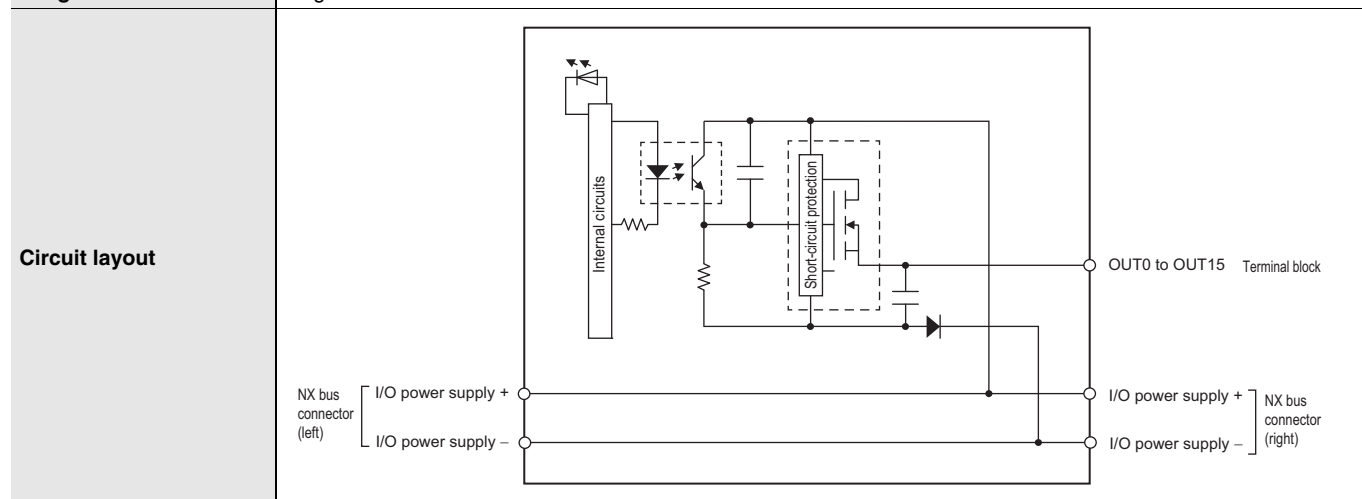 Circuit layout
Internal circuits
Short-circuit protection
OUT0 to OUT15 Terminal block
NX bus
connector
(left)
I/O power supply +
I/O power supply –
I/O power supply +
I/O power supply –
NX bus
connector
(right)